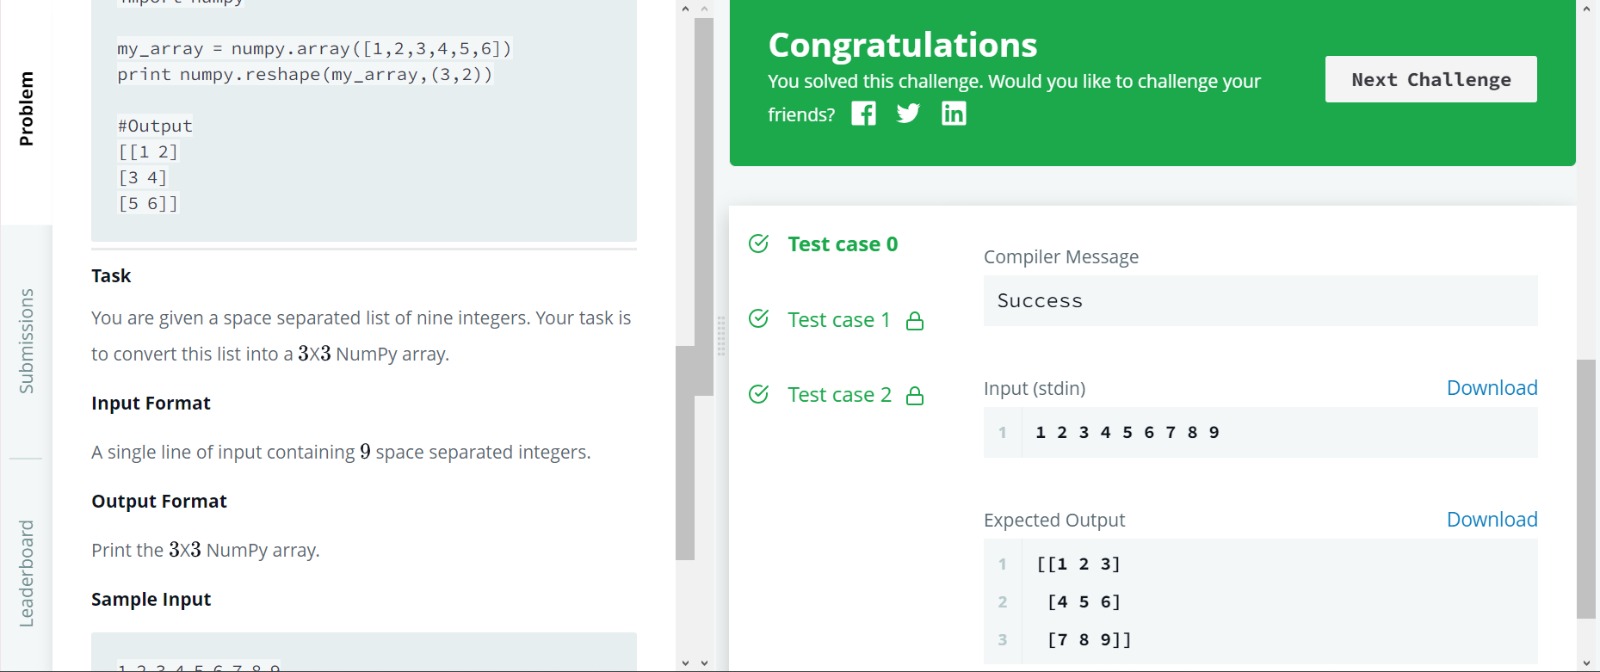 import numpy
my_array = numpy.array([1,2,3,4,5,6])
print numpy.reshape(my_array,(3,2))
#Output
[[1 2]
[3 4]
[5 6]]
Problem
Submissions
Leaderboard
Task
You are given a space separated list of nine integers. Your task is
to convert this list into a 3X3 NumPy array.
Input Format
A single line of input containing 9 space separated integers.
Output Format
Print the 3X3 NumPy array.
Sample Input
1 2 3 4 5 6 7 8 9
Congratulations
You solved this challenge. Would you like to challenge your
friends?
Next Challenge
Test case 0
Test case 1
Test case 2
Compiler Message
Success
Input (stdin)
Download
1 1 2 3 4 5 6 7 8 9
Expected Output
Download
1 [[1 2 3]
2 [4 5 6]
3 [7 8 9]]